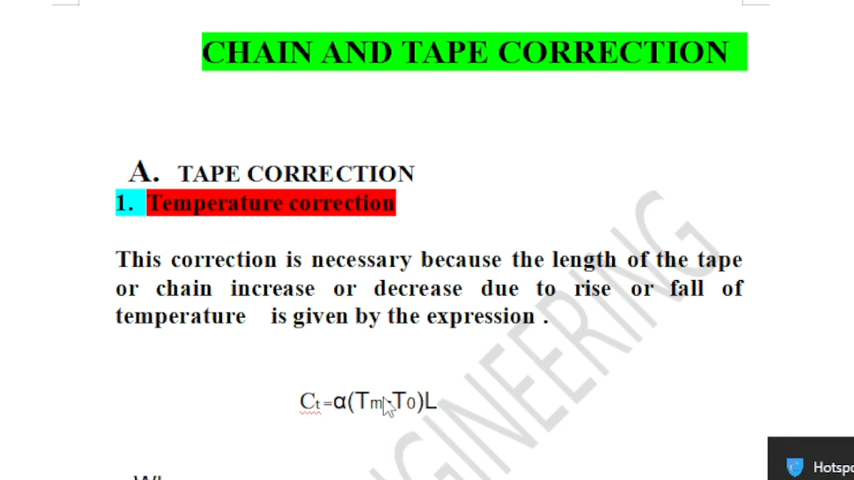 CHAIN AND TAPE CORRECTION
A. TAPE CORRECTION
1. Temperature correction
This correction is necessary because the length of the tape
or chain increase or decrease due to rise or fall of
temperature is given by the expression .
Ct=α(Tm-T0)L
GINEERING